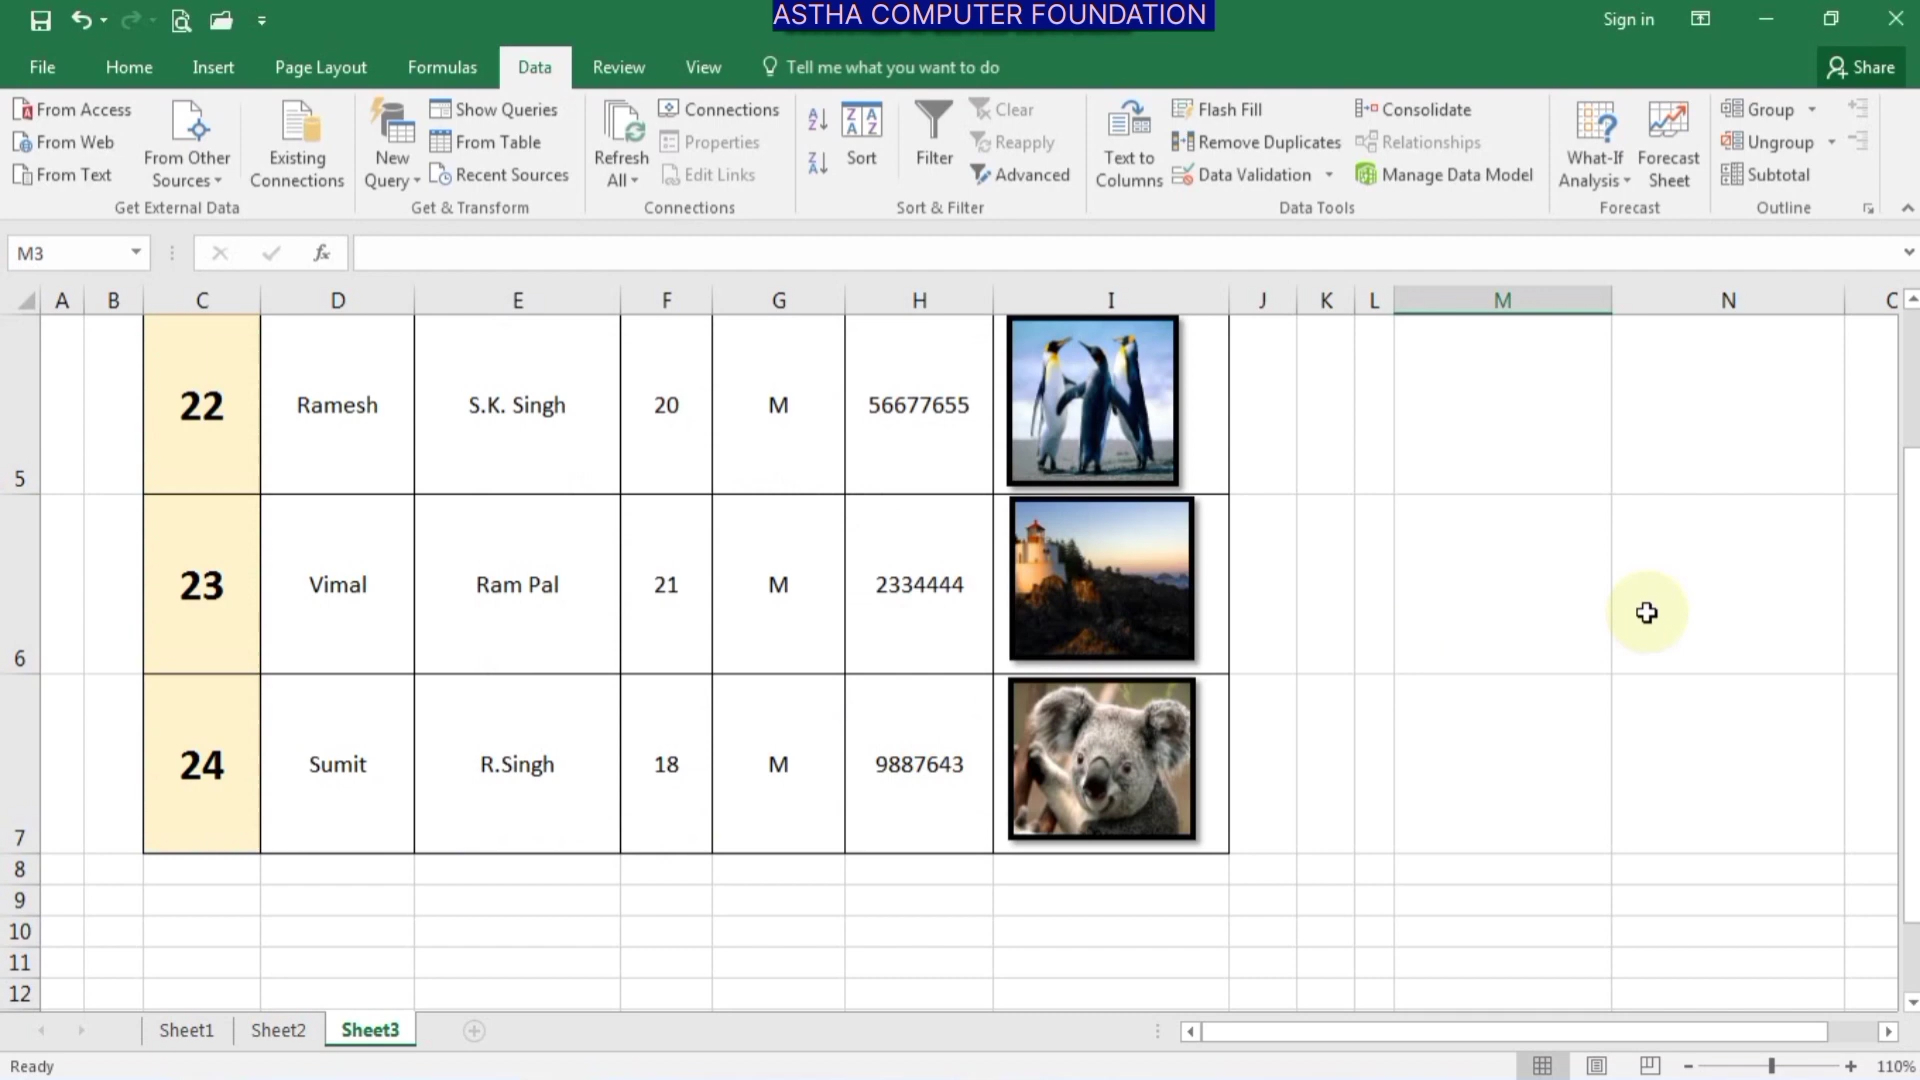 ASTHA COMPUTER FOUNDATION
Sign in
File Home Insert Page Layout Formulas Data Review View Tell me what you want to do Share
From Access
From Web
From Text
From Other Sources
Existing Connections
Get External Data
New Query
Show Queries
From Table
Recent Sources
Get & Transform
Refresh All
Connections
Properties
Edit Links
Connections
Sort
Filter
Clear
Reapply
Advanced
Sort & Filter
Text to Columns
Flash Fill
Remove Duplicates
Data Validation
Consolidate
Relationships
Manage Data Model
Data Tools
What-If Analysis
Forecast Sheet
Forecast
Group
Ungroup
Subtotal
Outline
M3 fx
A B C D E F G H I J K L M N
5 22 Ramesh S.K. Singh 20 M 56677655
6 23 Vimal Ram Pal 21 M 2334444
7 24 Sumit R.Singh 18 M 9887643
8
9
10
11
12
Sheet1 Sheet2 Sheet3
Ready 110%